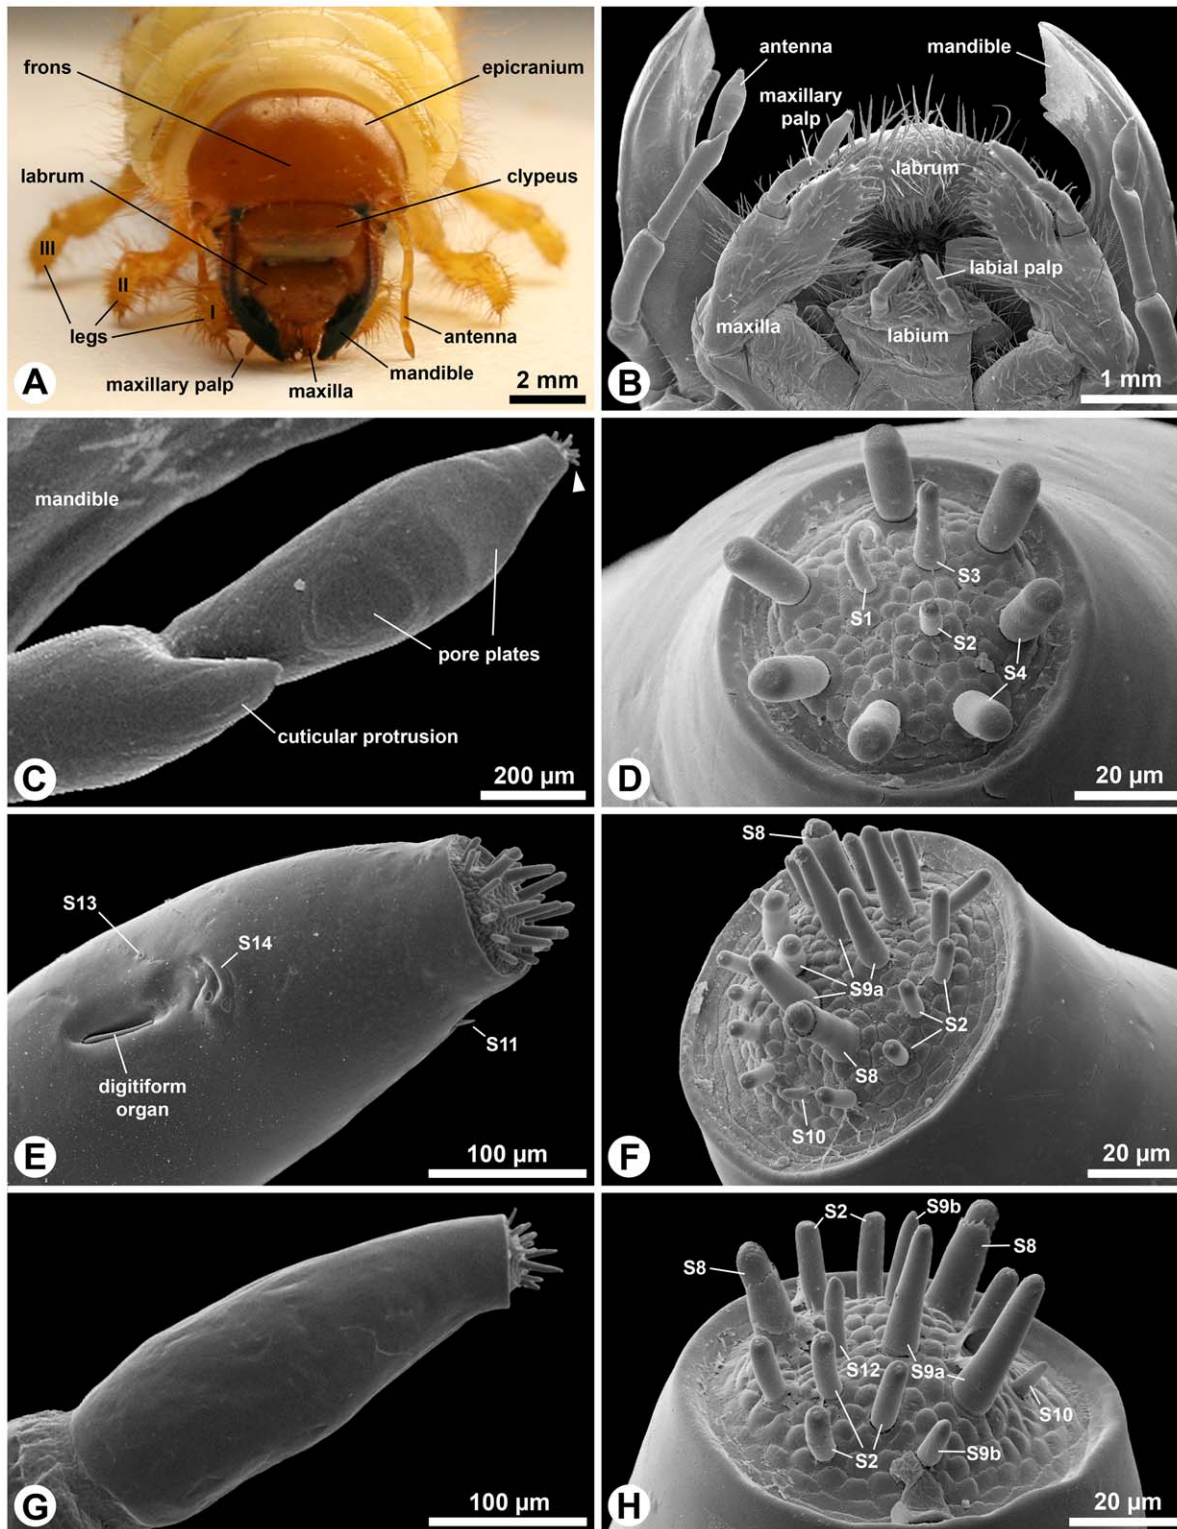 frons
epicranium
labrum
clypeus
III
II
I
legs
antenna
maxillary palp
maxilla
mandible
A
2 mm
antenna
mandible
maxillary
palp
labrum
labial palp
maxilla
labium
B
1 mm
mandible
pore plates
cuticular protrusion
C
200 µm
S3
S1
S2
S4
D
20 µm
S13
S14
S11
digitiform
organ
E
100 µm
S8
S9a
S2
S8
S10
F
20 µm
G
100 µm
S2
S9b
S8
S8
S12
S9a
S10
S2
S9b
H
20 µm